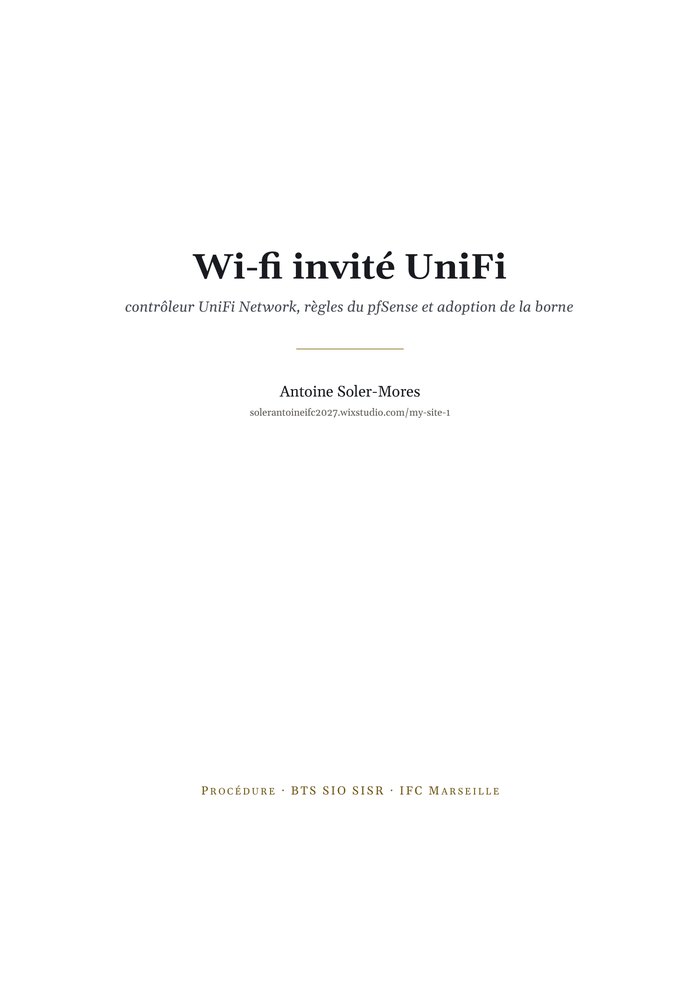 Wi-fi invité UniFi
contrôleur UniFi Network, règles du pfSense et adoption de la borne
Antoine Soler-Mores
solerantoineifc2027.wixstudio.com/my-site-1
Procédure · BTS SIO SISR · IFC Marseille